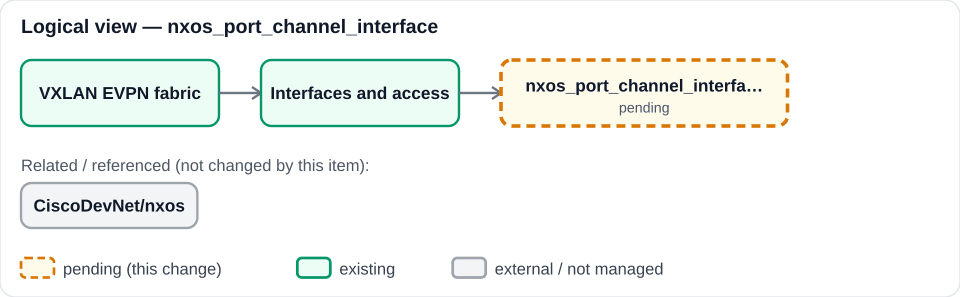 Logical view — nxos_port_channel_interface
VXLAN EVPN fabric
Interfaces and access
nxos_port_channel_interfa...
pending
Related / referenced (not changed by this item):
CiscoDevNet/nxos
pending (this change)
existing
external / not managed